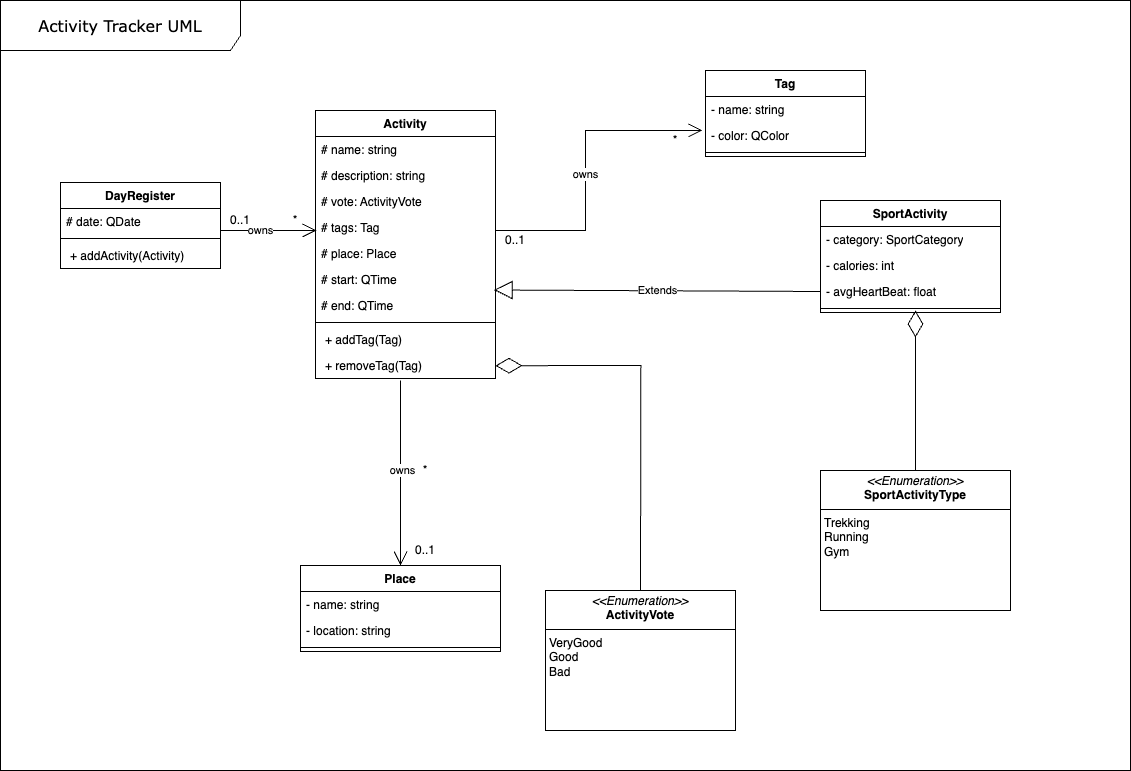 Activity Tracker UML
Tag
- name: string
- color: QColor
*
owns
0..1
Activity
# name: string
# description: string
# vote: ActivityVote
# tags: Tag
# place: Place
# start: QTime
# end: QTime
+ addTag(Tag)
+ removeTag(Tag)
DayRegister
# date: QDate
+ addActivity(Activity)
0..1
owns
*
SportActivity
- category: SportCategory
- calories: int
- avgHeartBeat: float
Extends
owns
*
0..1
Place
- name: string
- location: string
<<Enumeration>>
ActivityVote
VeryGood
Good
Bad
<<Enumeration>>
SportActivityType
Trekking
Running
Gym